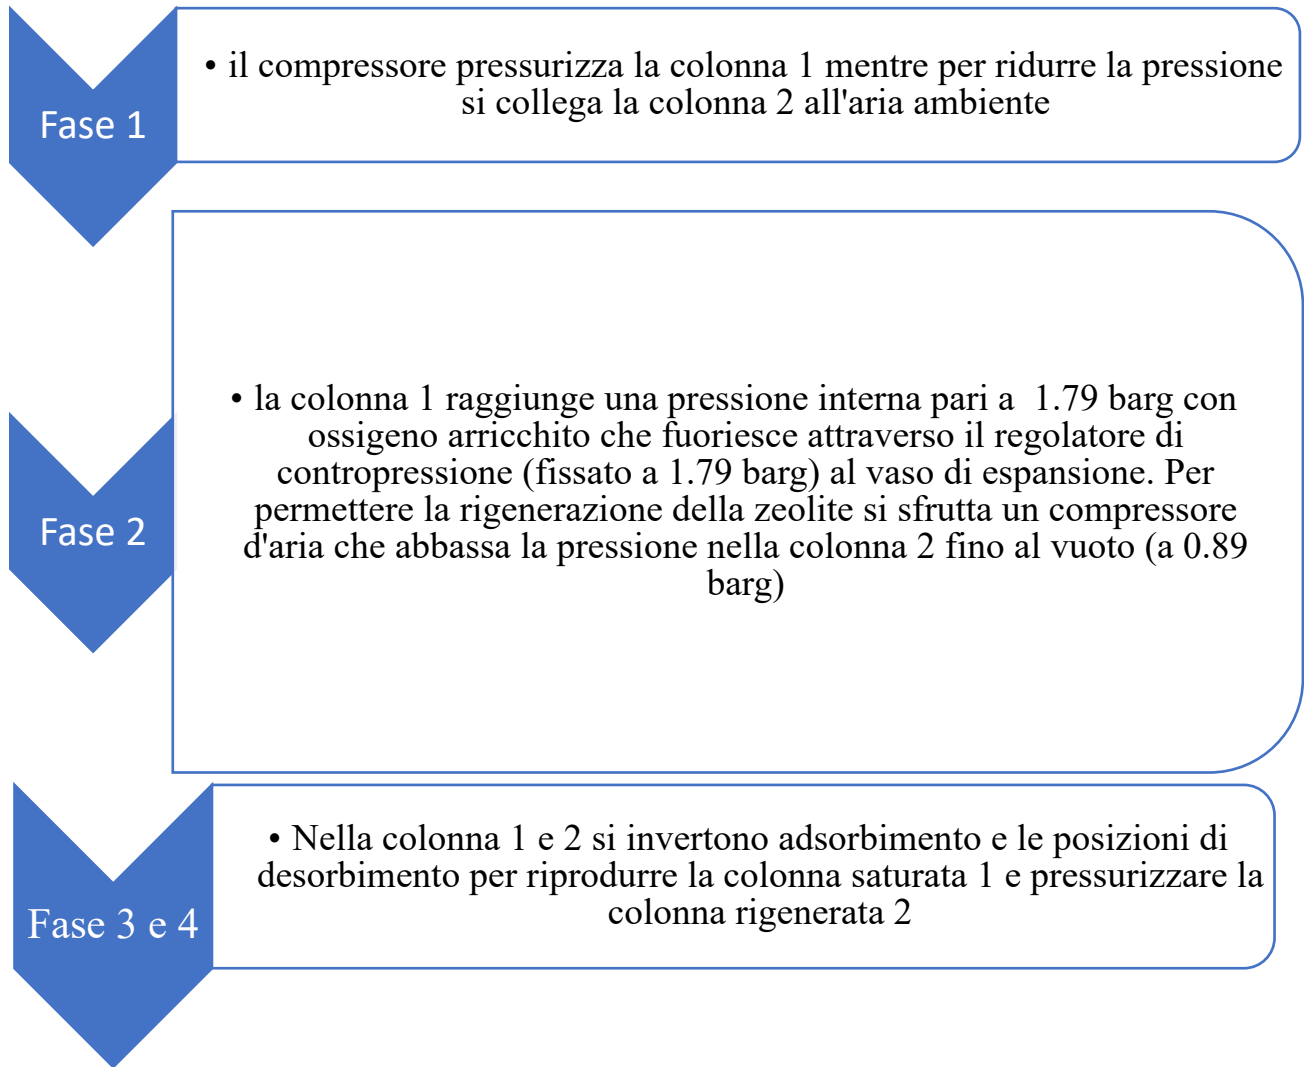 Fase 1
• il compressore pressurizza la colonna 1 mentre per ridurre la pressione
si collega la colonna 2 all'aria ambiente
Fase 2
• la colonna 1 raggiunge una pressione interna pari a  1.79 barg con
ossigeno arricchito che fuoriesce attraverso il regolatore di
contropressione (fissato a 1.79 barg) al vaso di espansione. Per
permettere la rigenerazione della zeolite si sfrutta un compressore
d'aria che abbassa la pressione nella colonna 2 fino al vuoto (a 0.89
barg)
Fase 3 e 4
• Nella colonna 1 e 2 si invertono adsorbimento e le posizioni di
desorbimento per riprodurre la colonna saturata 1 e pressurizzare la
colonna rigenerata 2